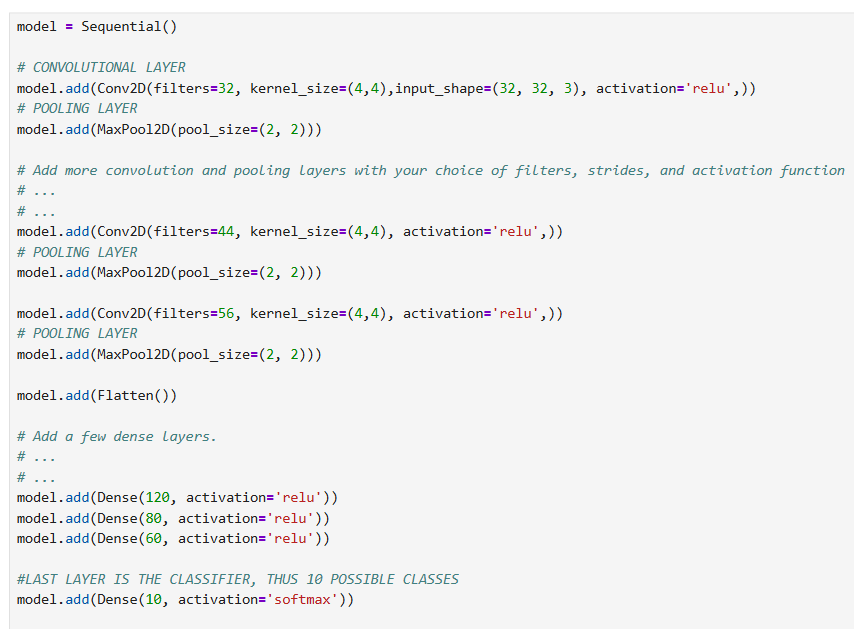 model = Sequential()
# CONVOLUTIONAL LAYER
model.add(Conv2D(filters=32, kernel_size=(4,4),input_shape=(32, 32, 3), activation='relu',))
# POOLING LAYER
model.add(MaxPool2D(pool_size=(2, 2)))
# Add more convolution and pooling layers with your choice of filters, strides, and activation function
# ...
# ...
model.add(Conv2D(filters=44, kernel_size=(4,4), activation='relu',))
# POOLING LAYER
model.add(MaxPool2D(pool_size=(2, 2)))
model.add(Conv2D(filters=56, kernel_size=(4,4), activation='relu',))
# POOLING LAYER
model.add(MaxPool2D(pool_size=(2, 2)))
model.add(Flatten())
# Add a few dense layers.
# ...
# ...
model.add(Dense(120, activation='relu'))
model.add(Dense(80, activation='relu'))
model.add(Dense(60, activation='relu'))
#LAST LAYER IS THE CLASSIFIER, THUS 10 POSSIBLE CLASSES
model.add(Dense(10, activation='softmax'))